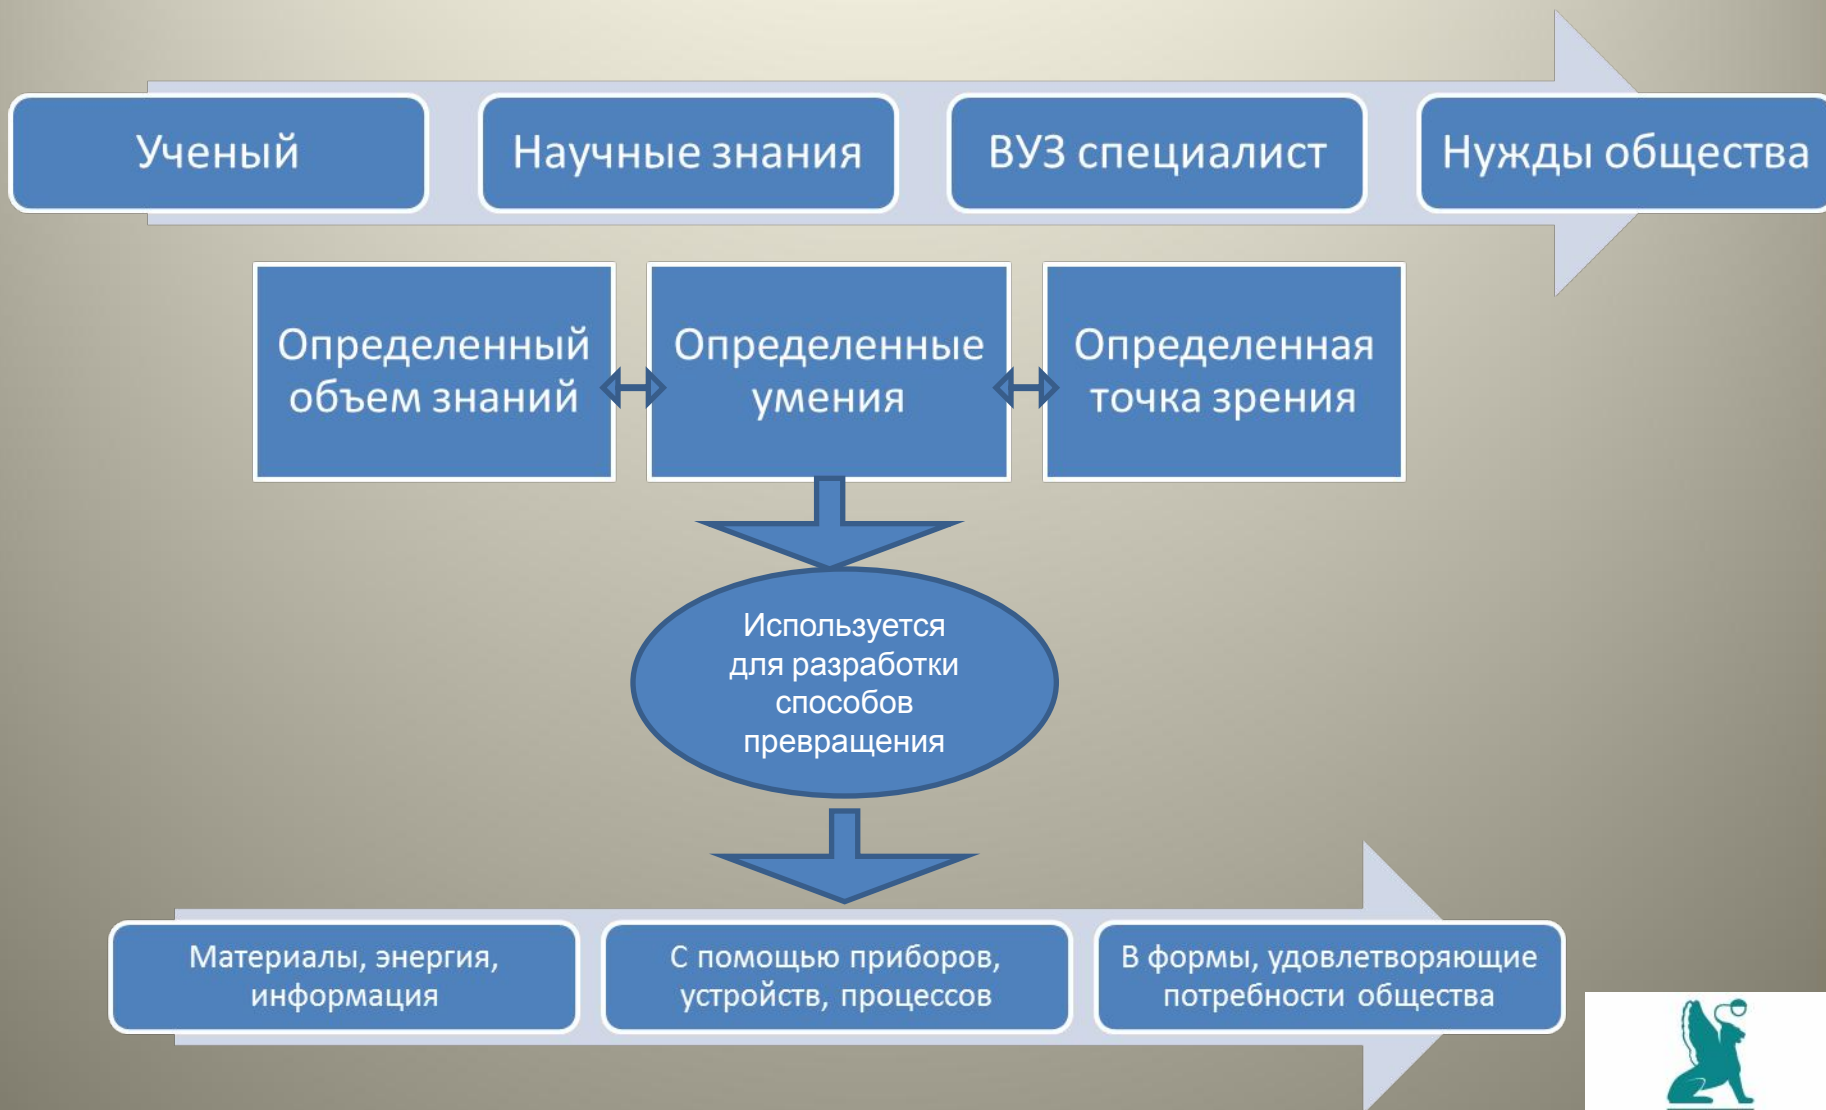 Ученый
Научные знания
ВУЗ специалист
Нужды общества
Определенный
объем знаний
Определенные
умения
Определенная
точка зрения
Используется
для разработки
способов
превращения
Материалы, энергия,
информация
С помощью приборов,
устройств, процессов
В формы, удовлетворяющие
потребности общества